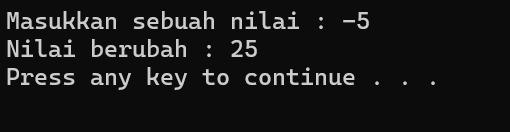 Masukkan sebuah nilai : -5
Nilai berubah : 25
Press any key to continue . . .